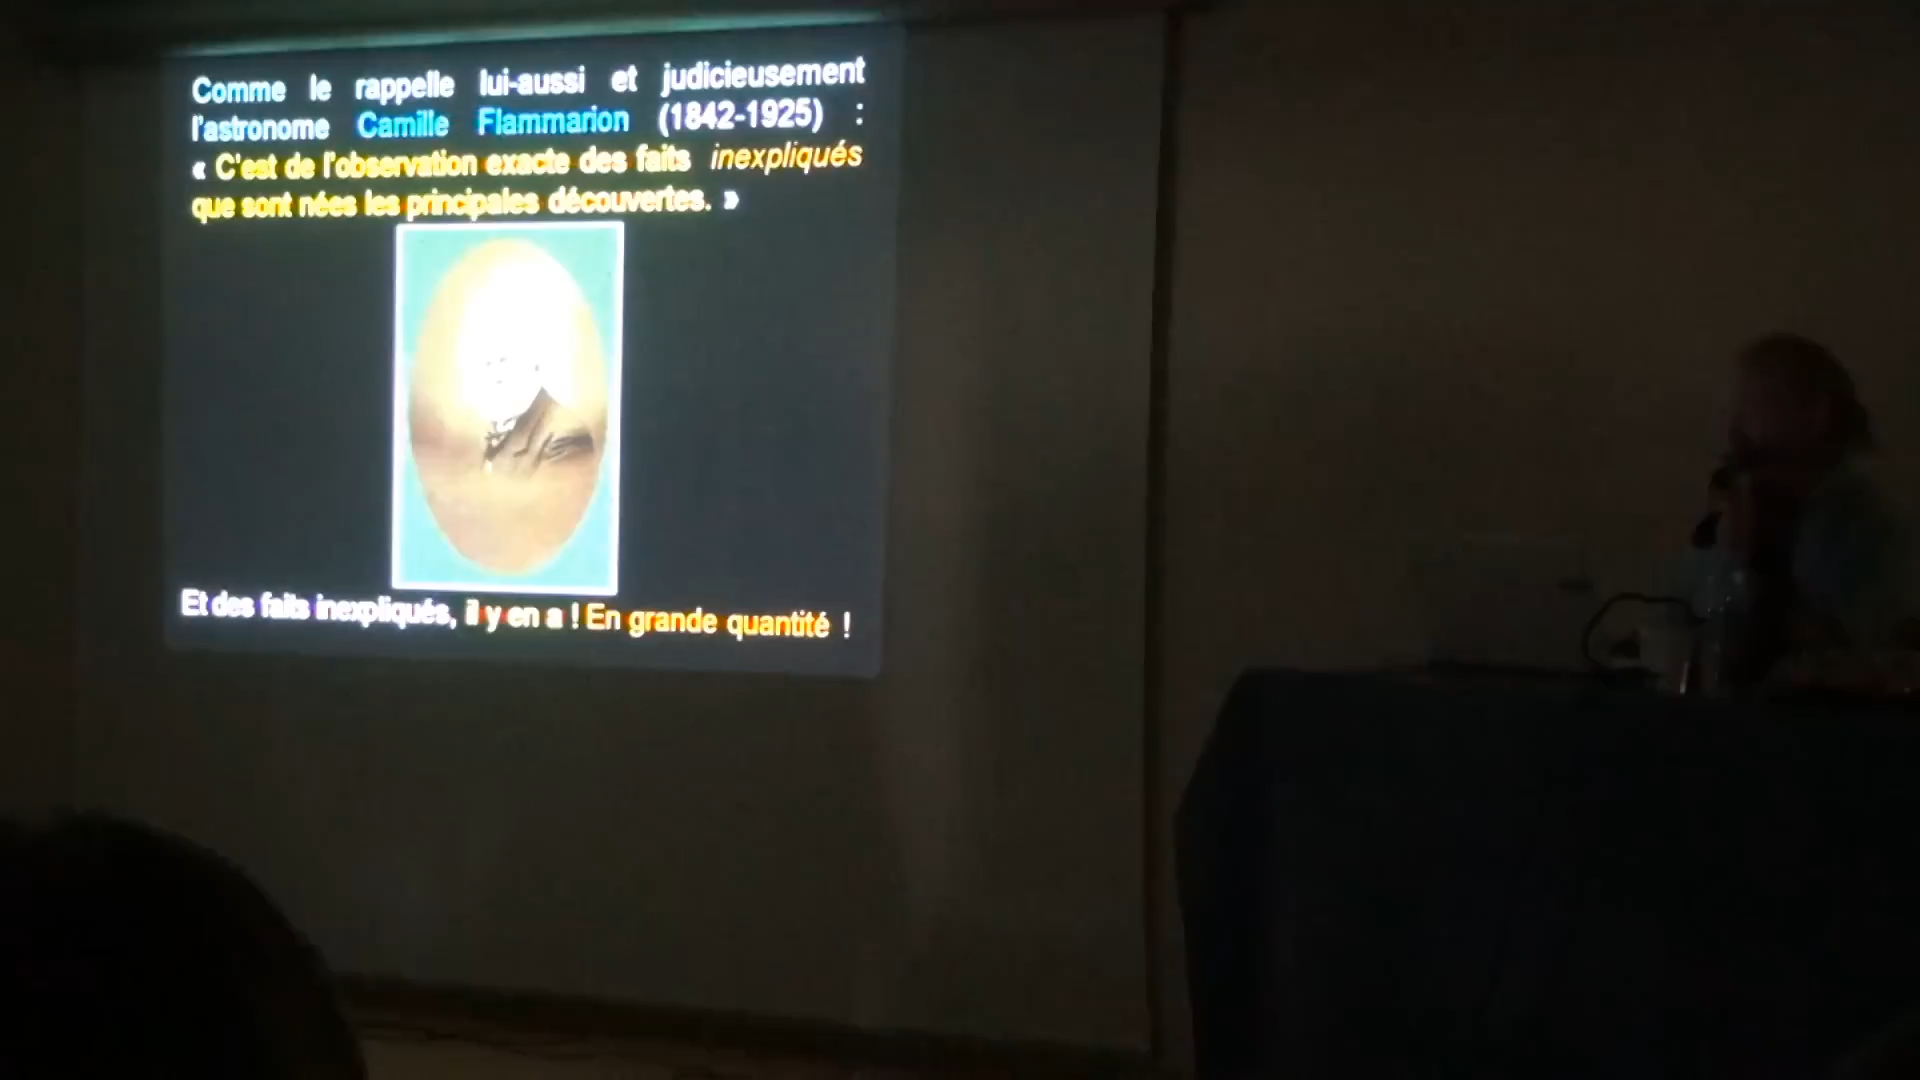 Comme le rappelle lui-aussi et judicieusement
l'astronome Camille Flammarion (1842-1925) :
« C'est de l'observation exacte des faits inexpliqués
que sont nées les principales découvertes. »
Et des faits inexpliqués, il y en a ! En grande quantité !